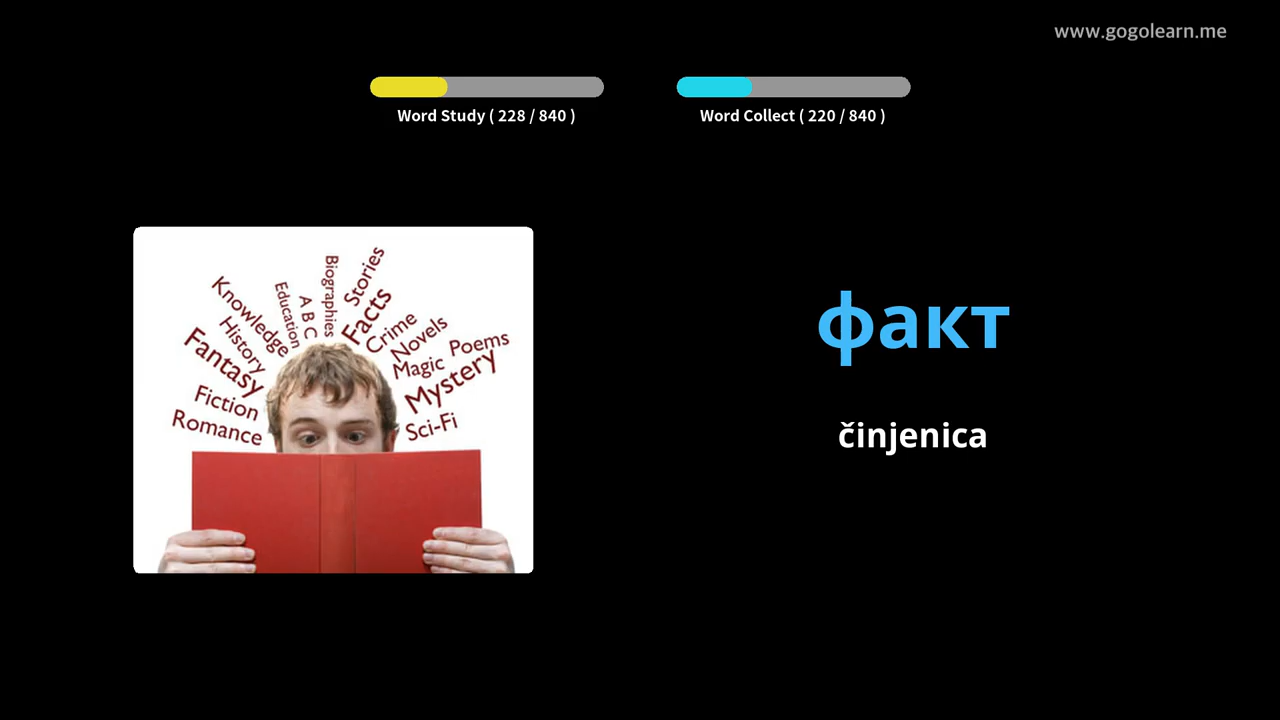 www.gogolearn.me
Word Study ( 228 / 840 )
Word Collect ( 220 / 840 )
Knowledge
Education
A B C
Biographies
Stories
Facts
Crime
Novels
Poems
Magic
Mystery
Sci-Fi
History
Fantasy
Fiction
Romance
факт
činjenica